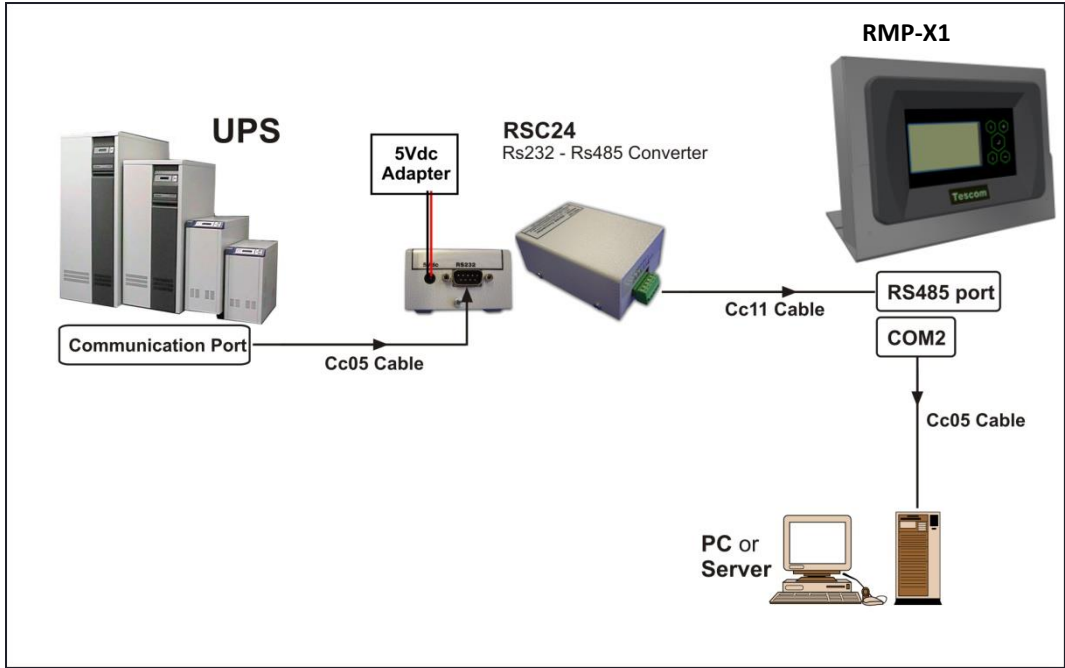 RMP-X1
UPS
RSC24
Rs232 - Rs485 Converter
5Vdc
Adapter
Tescom
RS232
Communication Port
Cc05 Cable
Cc11 Cable
RS485 port
COM2
Cc05 Cable
PC or
Server